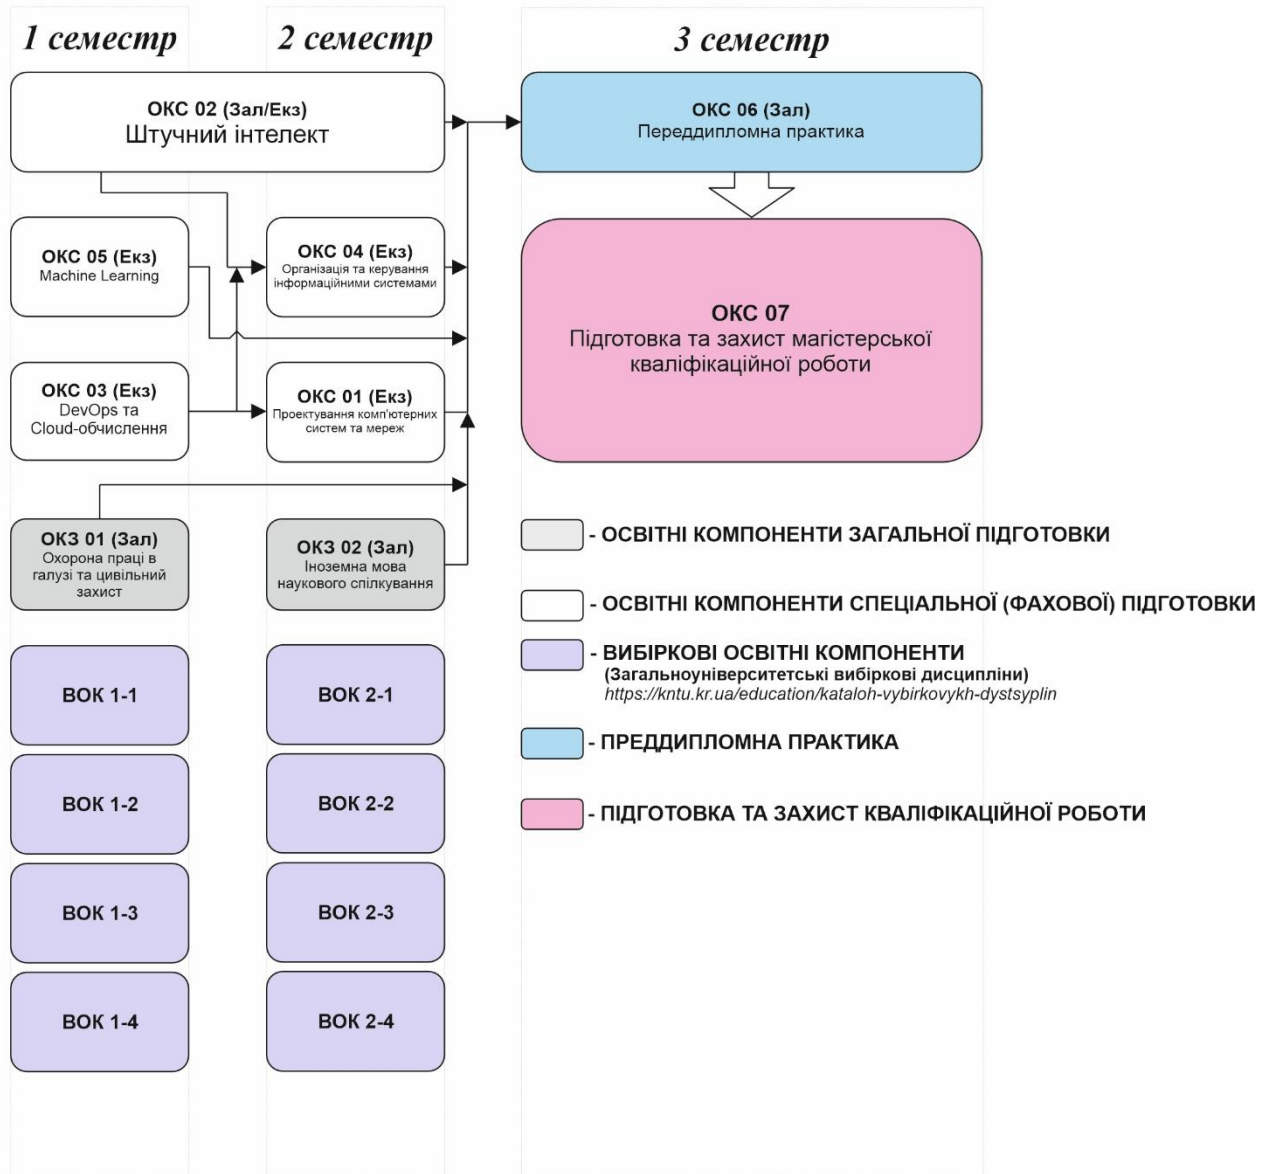 1 семестр
2 семестр
3 семестр
ОКС 02 (Зал/Екз)
Штучний інтелект
ОКС 06 (Зал)
Переддипломна практика
ОКС 05 (Екз)
Machine Learning
ОКС 04 (Екз)
Організація та керування
інформаційними системами
ОКС 07
Підготовка та захист магістерської
кваліфікаційної роботи
ОКС 03 (Екз)
DevOps та
Cloud-обчислення
ОКС 01 (Екз)
Проектування комп'ютерних
систем та мереж
ОКЗ 01 (Зал)
Охорона праці в
галузі та цивільний
захист
ОКЗ 02 (Зал)
Іноземна мова
наукового спілкування
- ОСВІТНІ КОМПОНЕНТИ ЗАГАЛЬНОЇ ПІДГОТОВКИ
- ОСВІТНІ КОМПОНЕНТИ СПЕЦІАЛЬНОЇ (ФАХОВОЇ) ПІДГОТОВКИ
- ВИБІРКОВІ ОСВІТНІ КОМПОНЕНТИ
(Загальноуніверситетські вибіркові дисципліни)
https://kntu.kr.ua/education/kataloh-vybirkovykh-dystsyplin
- ПРЕДДИПЛОМНА ПРАКТИКА
- ПІДГОТОВКА ТА ЗАХИСТ КВАЛІФІКАЦІЙНОЇ РОБОТИ
ВОК 1-1
ВОК 2-1
ВОК 1-2
ВОК 2-2
ВОК 1-3
ВОК 2-3
ВОК 1-4
ВОК 2-4